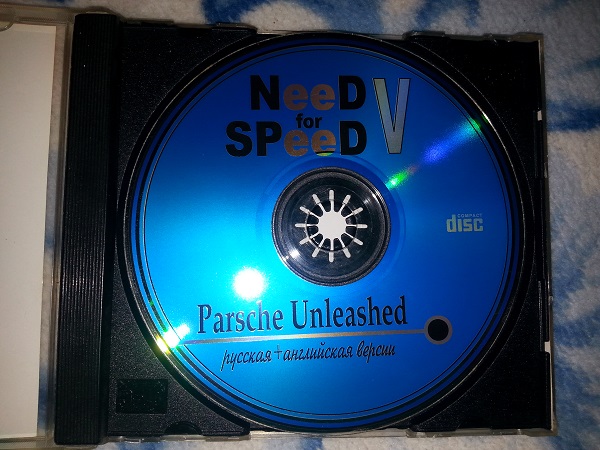 NeeD
for
SPeeD V
COMPACT
disc
Parsche Unleashed
русская+английская версии